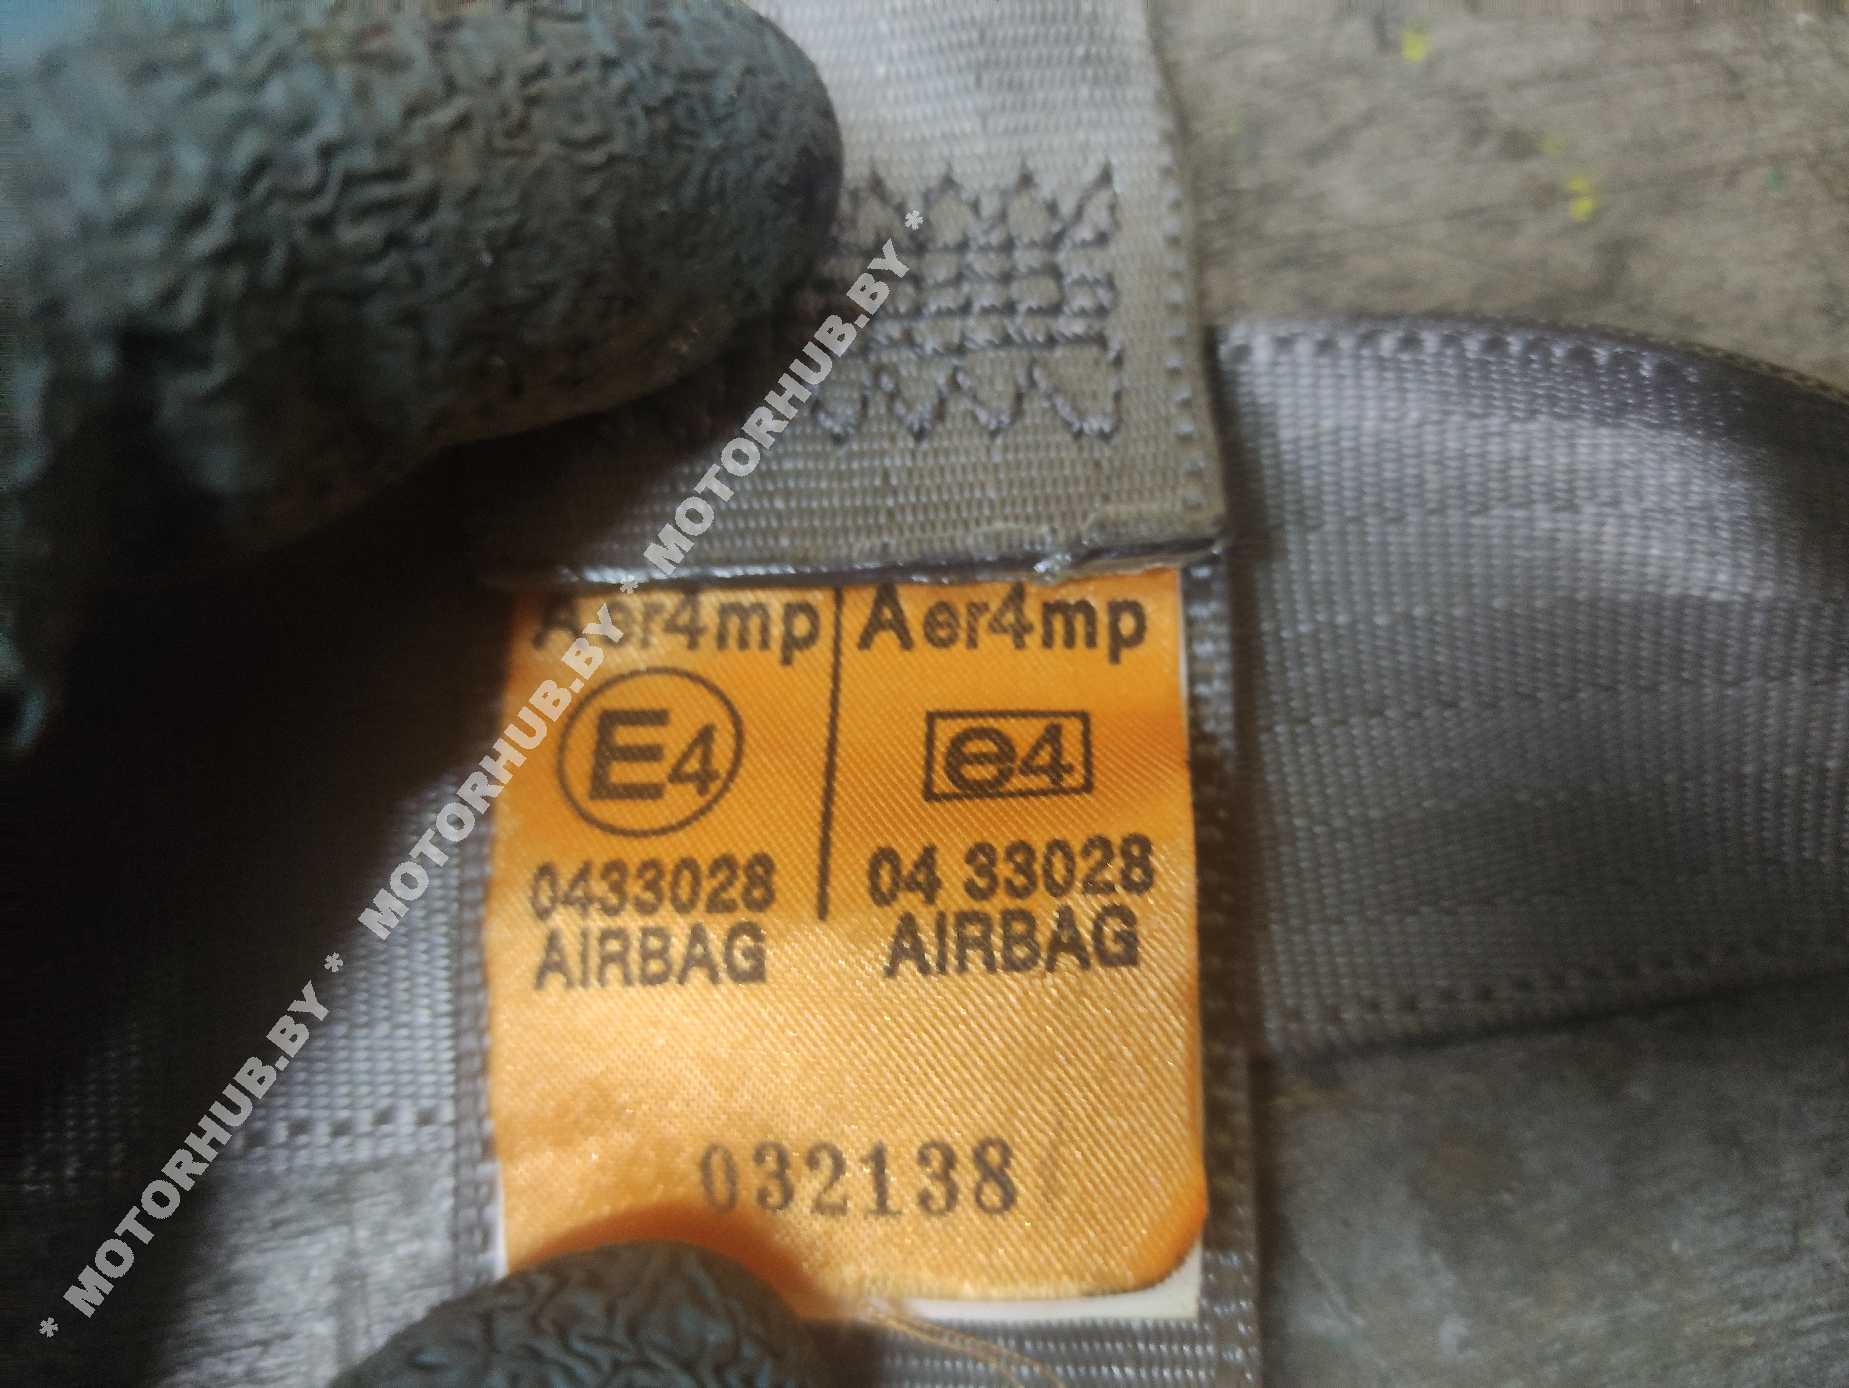 Aer4mp Aer4mp
E4 e4
0433028 04 33028
AIRBAG AIRBAG
032138
* MOTORHUB.BY * MOTORHUB.BY * MOTORHUB.BY *